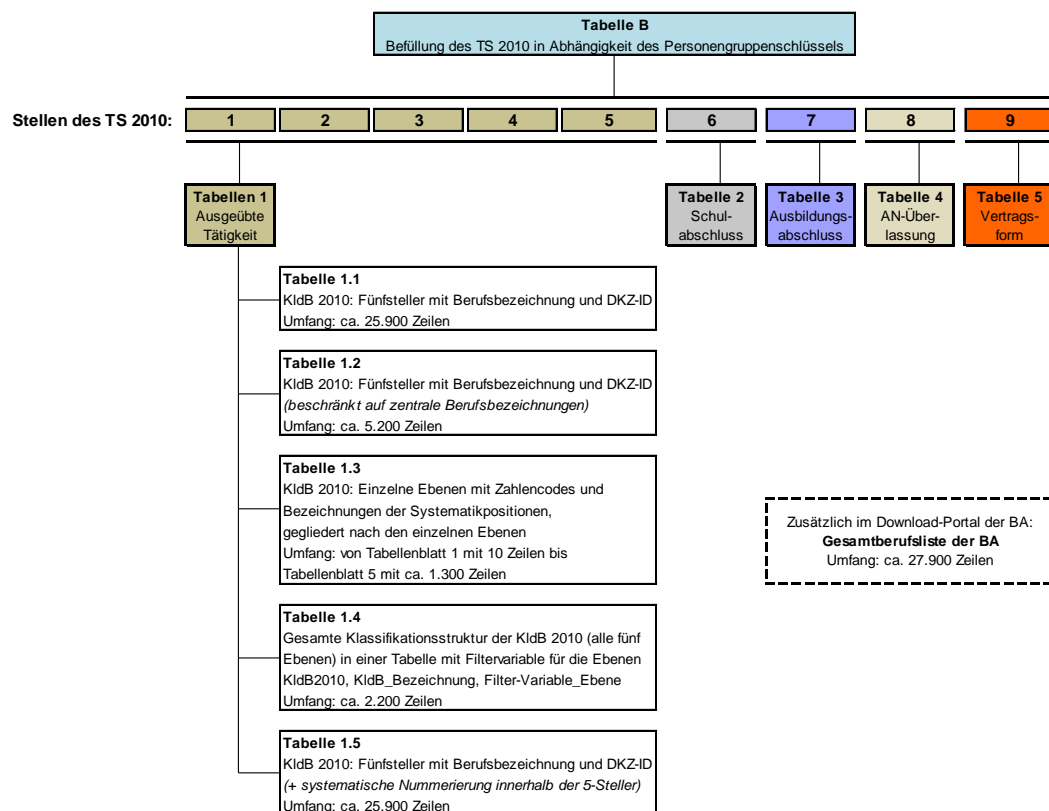 Tabelle B
Befüllung des TS 2010 in Abhängigkeit des Personengruppenschlüssels
Stellen des TS 2010: 1 2 3 4 5 6 7 8 9
Tabellen 1
Ausgeübte
Tätigkeit
Tabelle 2
Schul-
abschluss
Tabelle 3
Ausbildungs-
abschluss
Tabelle 4
AN-Über-
lassung
Tabelle 5
Vertrags-
form
Tabelle 1.1
KldB 2010: Fünfsteller mit Berufsbezeichnung und DKZ-ID
Umfang: ca. 25.900 Zeilen
Tabelle 1.2
KldB 2010: Fünfsteller mit Berufsbezeichnung und DKZ-ID
(beschränkt auf zentrale Berufsbezeichnungen)
Umfang: ca. 5.200 Zeilen
Tabelle 1.3
KldB 2010: Einzelne Ebenen mit Zahlencodes und
Bezeichnungen der Systematikpositionen,
gegliedert nach den einzelnen Ebenen
Umfang: von Tabellenblatt 1 mit 10 Zeilen bis
Tabellenblatt 5 mit ca. 1.300 Zeilen
Zusätzlich im Download-Portal der BA:
Gesamtberufsliste der BA
Umfang: ca. 27.900 Zeilen
Tabelle 1.4
Gesamte Klassifikationsstruktur der KldB 2010 (alle fünf
Ebenen) in einer Tabelle mit Filtervariable für die Ebenen
KldB2010, KldB_Bezeichnung, Filter-Variable_Ebene
Umfang: ca. 2.200 Zeilen
Tabelle 1.5
KldB 2010: Fünfsteller mit Berufsbezeichnung und DKZ-ID
(+ systematische Nummerierung innerhalb der 5-Steller)
Umfang: ca. 25.900 Zeilen